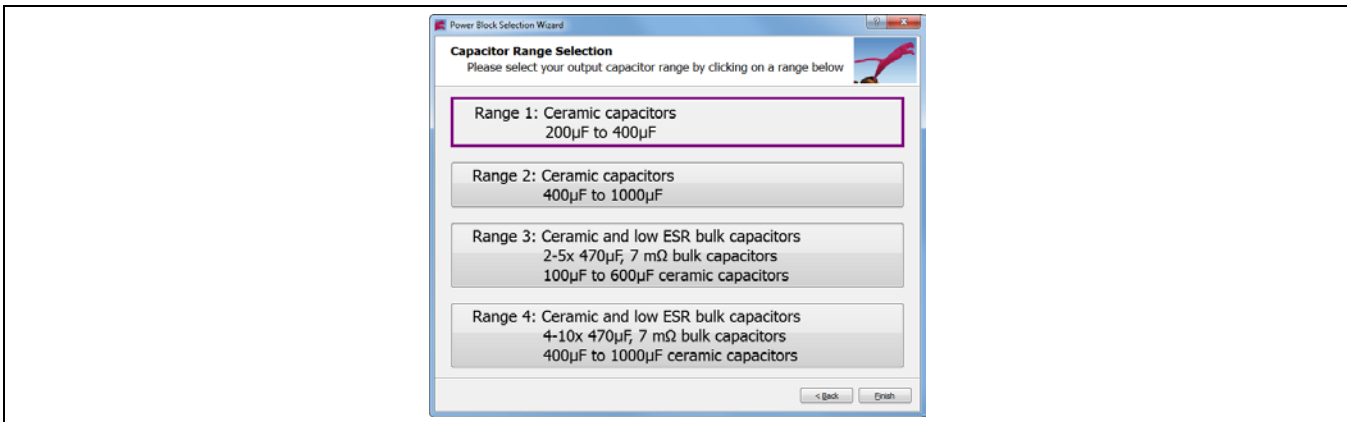 Power Block Selection Wizard
Capacitor Range Selection
Please select your output capacitor range by clicking on a range below
Range 1: Ceramic capacitors
200µF to 400µF
Range 2: Ceramic capacitors
400µF to 1000µF
Range 3: Ceramic and low ESR bulk capacitors
2-5x 470µF, 7 mΩ bulk capacitors
100µF to 600µF ceramic capacitors
Range 4: Ceramic and low ESR bulk capacitors
4-10x 470µF, 7 mΩ bulk capacitors
400µF to 1000µF ceramic capacitors
< Back Finish